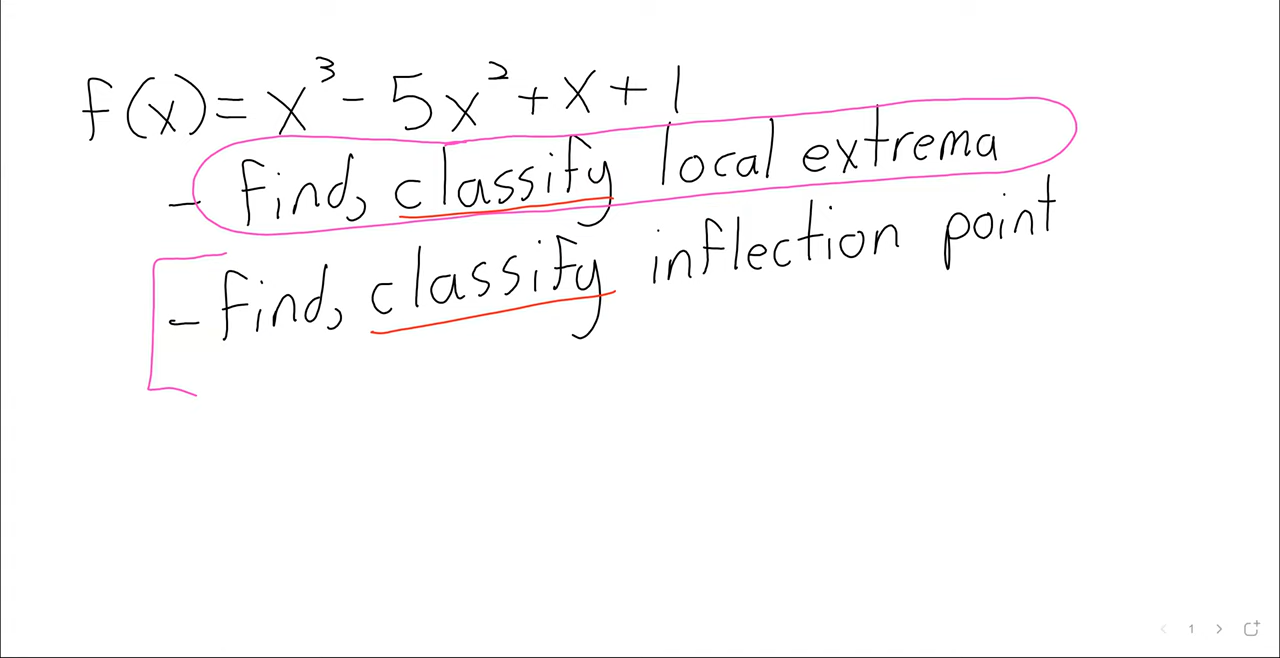 f(x) = x³ - 5x² + x + 1
- find, classify local extrema
- find, classify inflection point
1